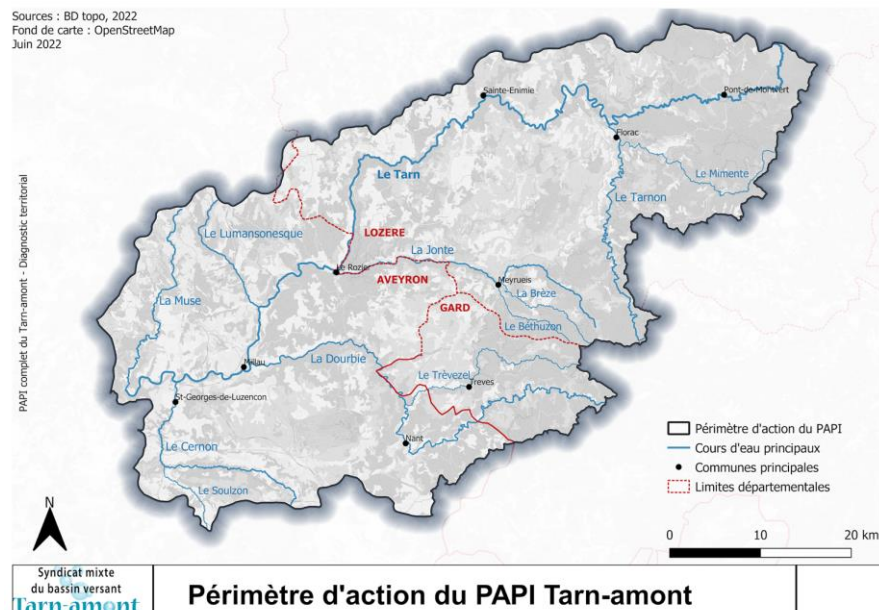 Sources : BD topo, 2022
Fond de carte : OpenStreetMap
Juin 2022
PAPI complet du Tarn-amont - Diagnostic territorial
Sainte-Enimie
Pont-de-Montvert
Florac
Le Mimente
Le Tarn
Le Tarnon
Le Lumansonesque
LOZERE
La Jonte
Le Rozier
AVEYRON
Meyrueis
La Brèze
La Muse
GARD
Le Béthuzon
Millau
La Dourbie
Le Trèvezel
Treves
St-Georges-de-Luzencon
Nant
Le Cernon
Le Soulzon
Périmètre d'action du PAPI
Cours d'eau principaux
Communes principales
Limites départementales
N
0 10 20 km
Syndicat mixte
du bassin versant
Tarn-amont
Périmètre d'action du PAPI Tarn-amont